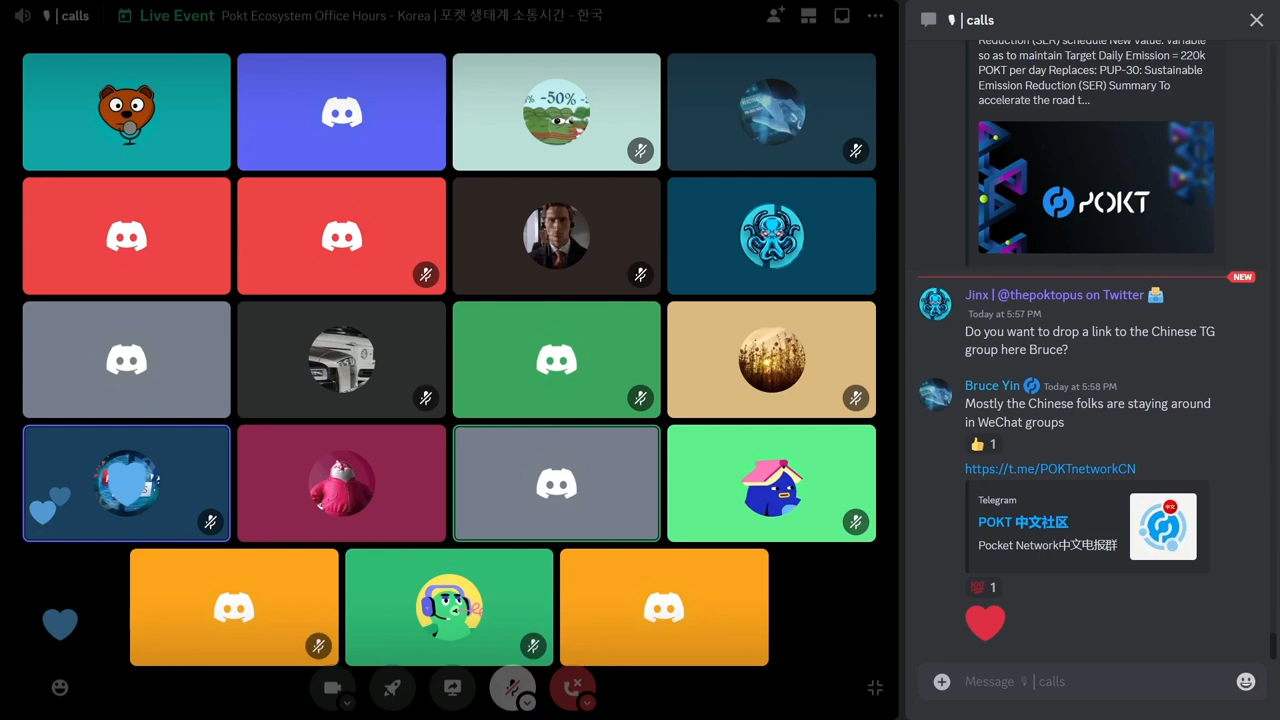 calls
Live Event
Pokt Ecosystem Office Hours - Korea | 포켓 생태계 소통시간 - 한국
-50%
calls
Reduction (SER) schedule New Value: Variable
so as to maintain Target Daily Emission = 220k
POKT per day Replaces: PUP-30: Sustainable
Emission Reduction (SER) Summary To
accelerate the road t...
POKT
NEW
Jinx | @thepoktopus on Twitter
Today at 5:57 PM
Do you want to drop a link to the Chinese TG
group here Bruce?
Bruce Yin Today at 5:58 PM
Mostly the Chinese folks are staying around
in WeChat groups
1
https://t.me/POKTnetworkCN
Telegram
POKT 中文社区
Pocket Network中文电报群
中文
1
Message | calls